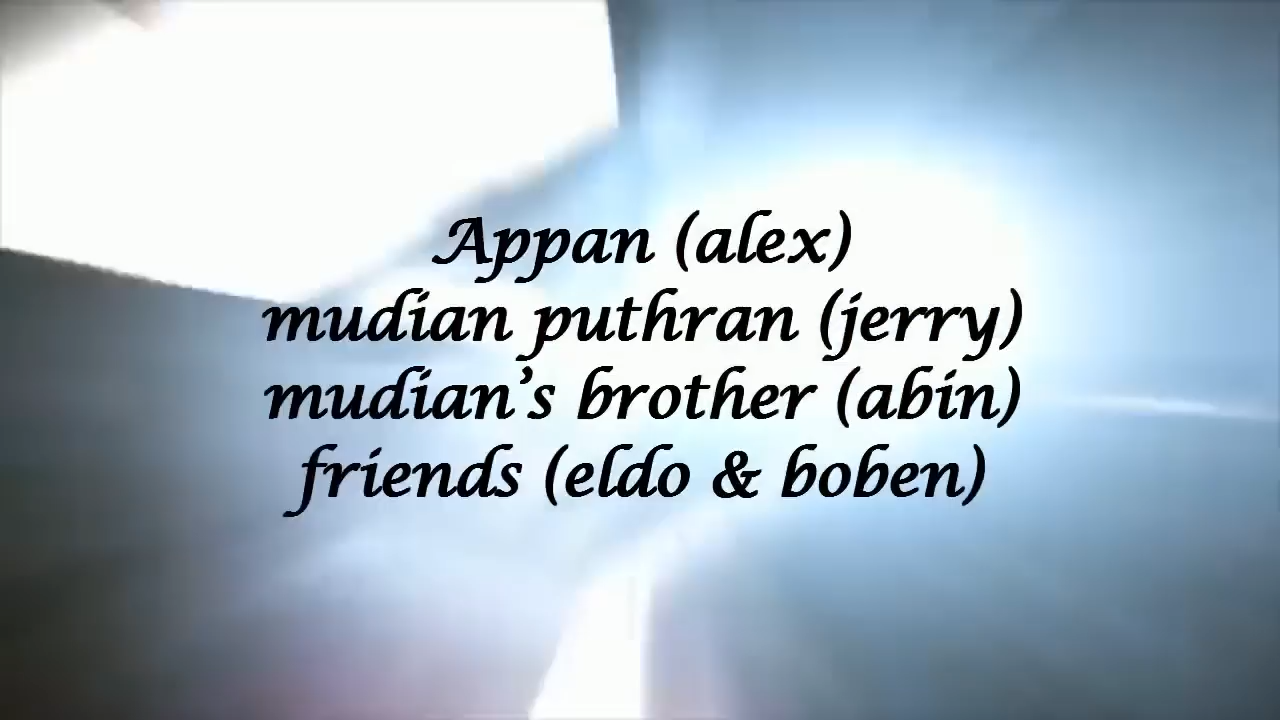 Appan (alex)
mudian puthran (jerry)
mudian’s brother (abin)
friends (eldo & boben)